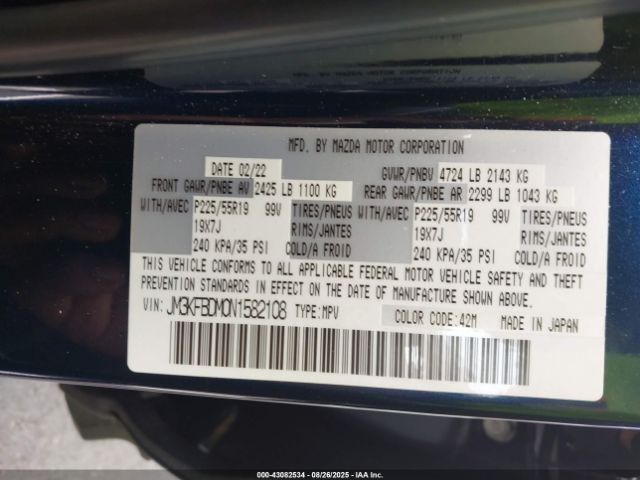 MFD. BY MAZDA MOTOR CORPORATION
DATE 02/22 GVWR/PNBV 4724 LB 2143 KG
FRONT GAWR/PNBE AV 2425 LB 1100 KG REAR GAWR/PNBE AR 2299 LB 1043 KG
WITH/AVEC P225/55R19 99V TIRES/PNEUS WITH/AVEC P225/55R19 99V TIRES/PNEUS
19X7J RIMS/JANTES 19X7J RIMS/JANTES
240 KPA/35 PSI COLD/A FROID 240 KPA/35 PSI COLD/A FROID
THIS VEHICLE CONFORMS TO ALL APPLICABLE FEDERAL MOTOR VEHICLE SAFETY AND THEFT
PREVENTION STANDARDS IN EFFECT ON THE DATE OF MANUFACTURE SHOWN ABOVE.
VIN: JM3KFBDM0N1582108 TYPE:MPV COLOR CODE:42M MADE IN JAPAN
000-43082534 - 08/26/2025 - IAA Inc.